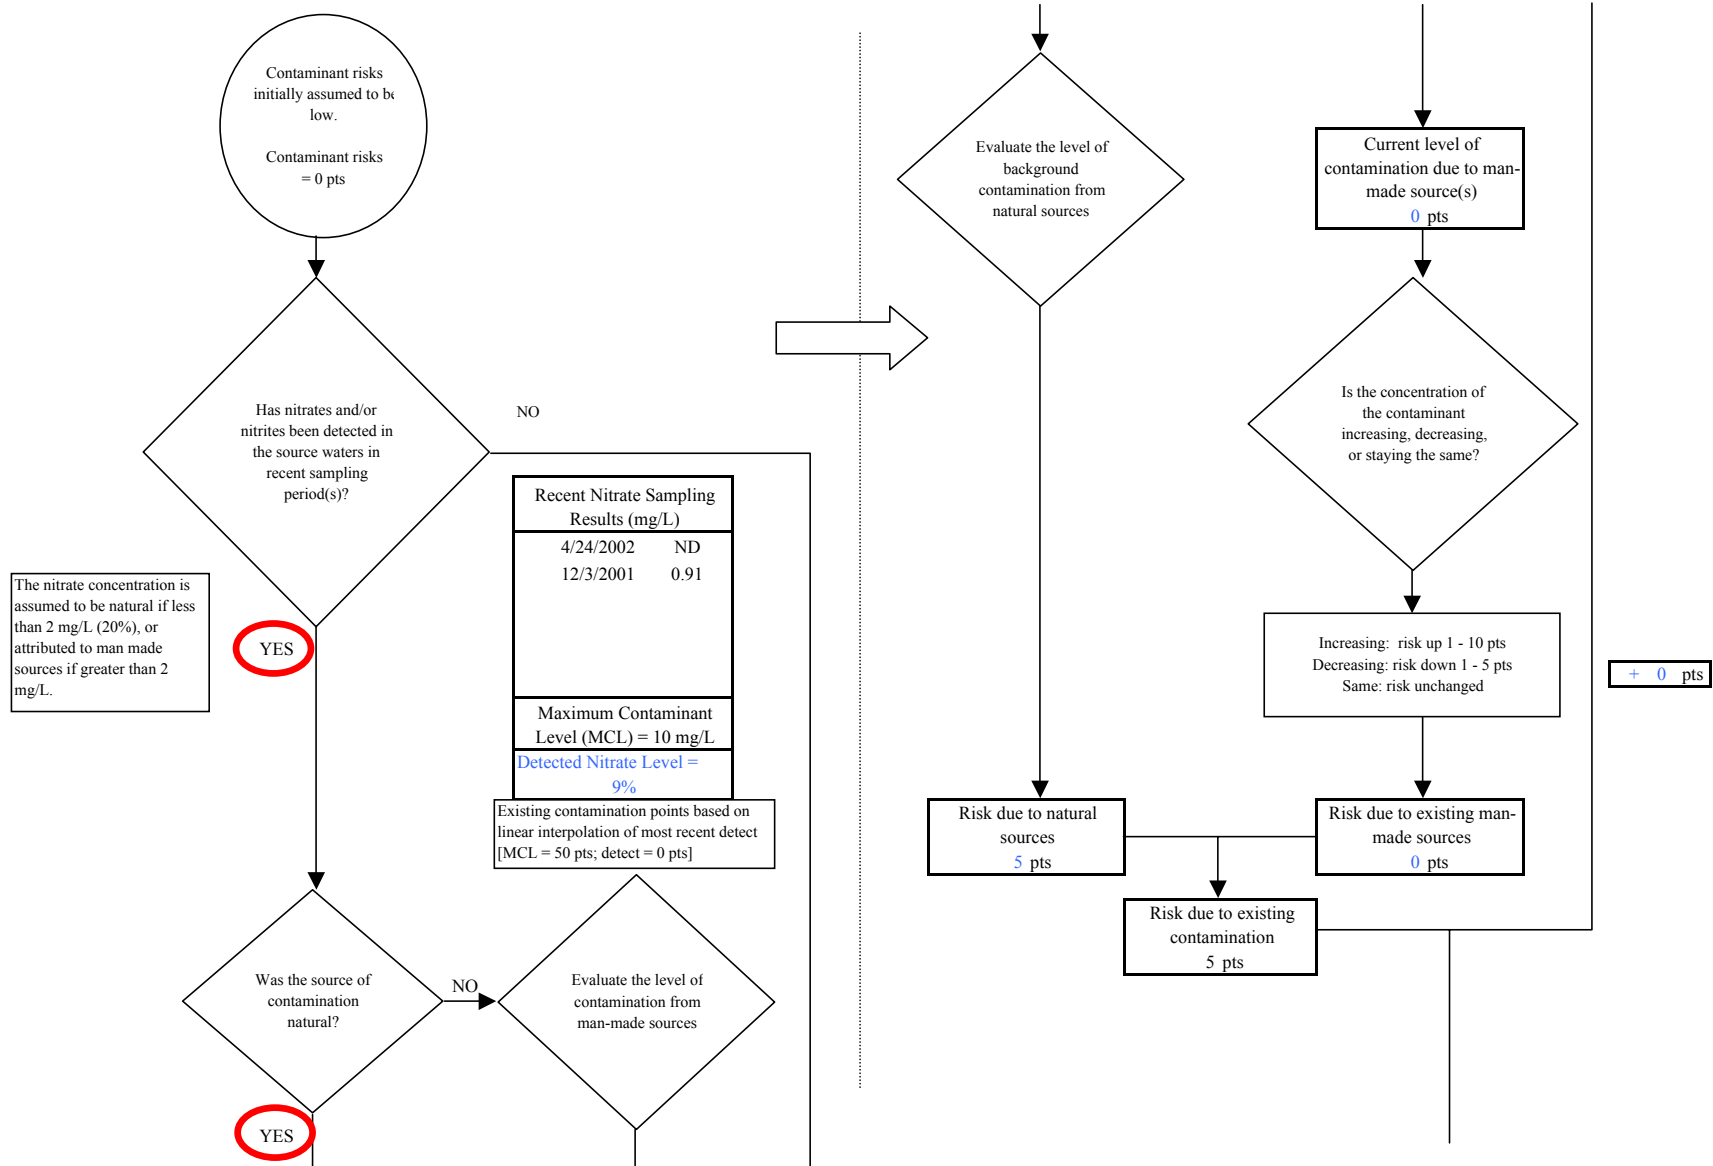 Contaminant risks
initially assumed to be
low.
Contaminant risks
= 0 pts
Has nitrates and/or
nitrites been detected in
the source waters in
recent sampling
period(s)?
NO
Recent Nitrate Sampling
Results (mg/L)
4/24/2002 ND
12/3/2001 0.91
Maximum Contaminant
Level (MCL) = 10 mg/L
Detected Nitrate Level =
9%
The nitrate concentration is
assumed to be natural if less
than 2 mg/L (20%), or
attributed to man made
sources if greater than 2
mg/L.
YES
Existing contamination points based on
linear interpolation of most recent detect
[MCL = 50 pts; detect = 0 pts]
Was the source of
contamination
natural?
NO
Evaluate the level of
contamination from
man-made sources
YES
Evaluate the level of
background
contamination from
natural sources
Current level of
contamination due to man-
made source(s)
0 pts
Is the concentration of
the contaminant
increasing, decreasing,
or staying the same?
Increasing: risk up 1 - 10 pts
Decreasing: risk down 1 - 5 pts
Same: risk unchanged
+ 0 pts
Risk due to natural
sources
5 pts
Risk due to existing man-
made sources
0 pts
Risk due to existing
contamination
5 pts